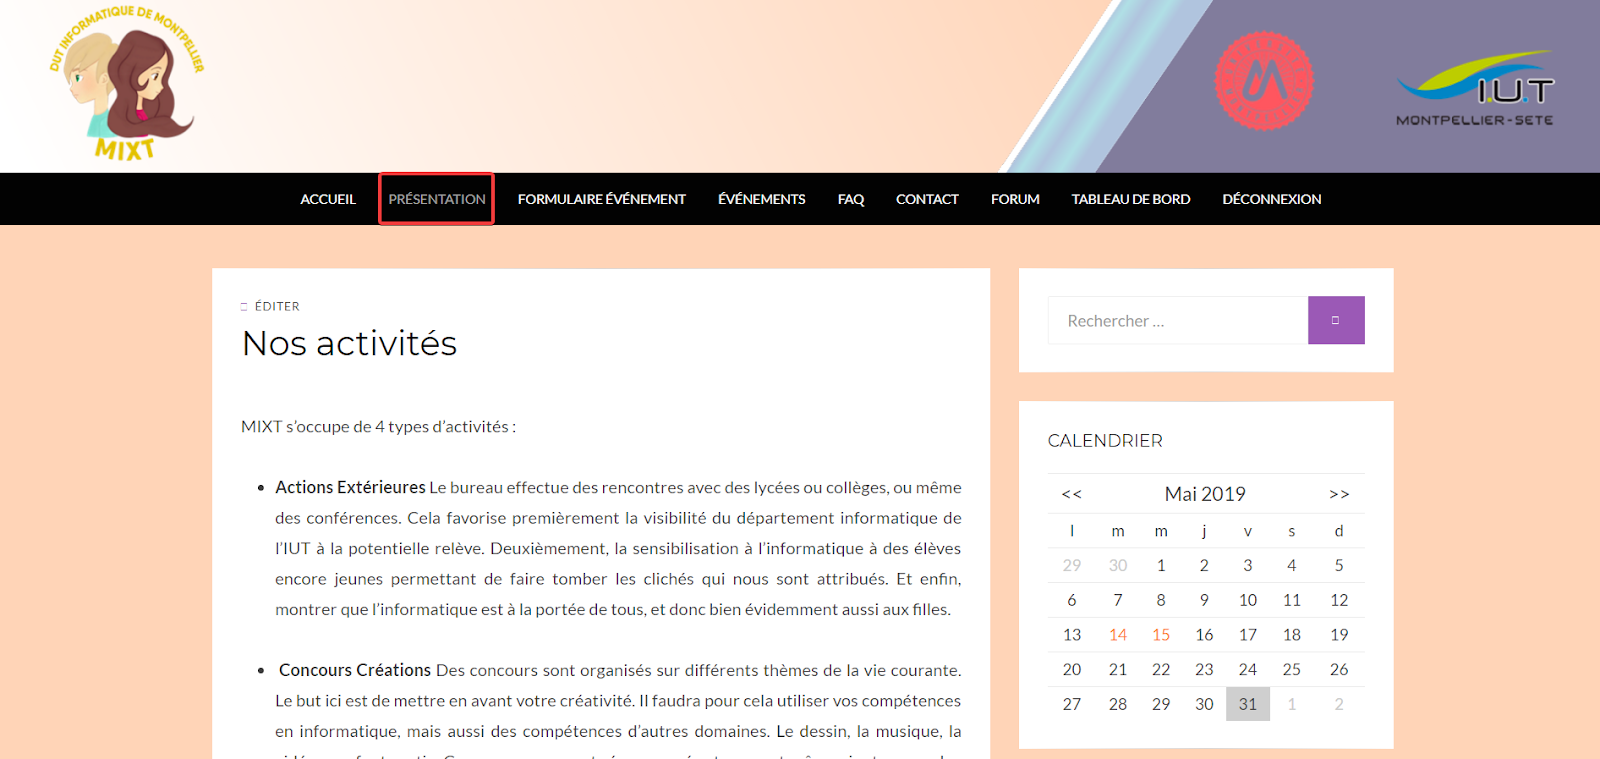 DUT INFORMATIQUE DE MONTPELLIER
MIXT
I.U.T
MONTPELLIER-SETE
ACCUEIL PRÉSENTATION FORMULAIRE ÉVÉNEMENT ÉVÉNEMENTS FAQ CONTACT FORUM TABLEAU DE BORD DÉCONNEXION
ÉDITER
Nos activités
MIXT s’occupe de 4 types d’activités :
• Actions Extérieures Le bureau effectue des rencontres avec des lycées ou collèges, ou même
des conférences. Cela favorise premièrement la visibilité du département informatique de
l’IUT à la potentielle relève. Deuxièmement, la sensibilisation à l’informatique à des élèves
encore jeunes permettant de faire tomber les clichés qui nous sont attribués. Et enfin,
montrer que l’informatique est à la portée de tous, et donc bien évidemment aussi aux filles.
• Concours Créations Des concours sont organisés sur différents thèmes de la vie courante.
Le but ici est de mettre en avant votre créativité. Il faudra pour cela utiliser vos compétences
en informatique, mais aussi des compétences d’autres domaines. Le dessin, la musique, la
Rechercher ...
CALENDRIER
<< Mai 2019 >>
l m m j v s d
29 30 1 2 3 4 5
6 7 8 9 10 11 12
13 14 15 16 17 18 19
20 21 22 23 24 25 26
27 28 29 30 31 1 2